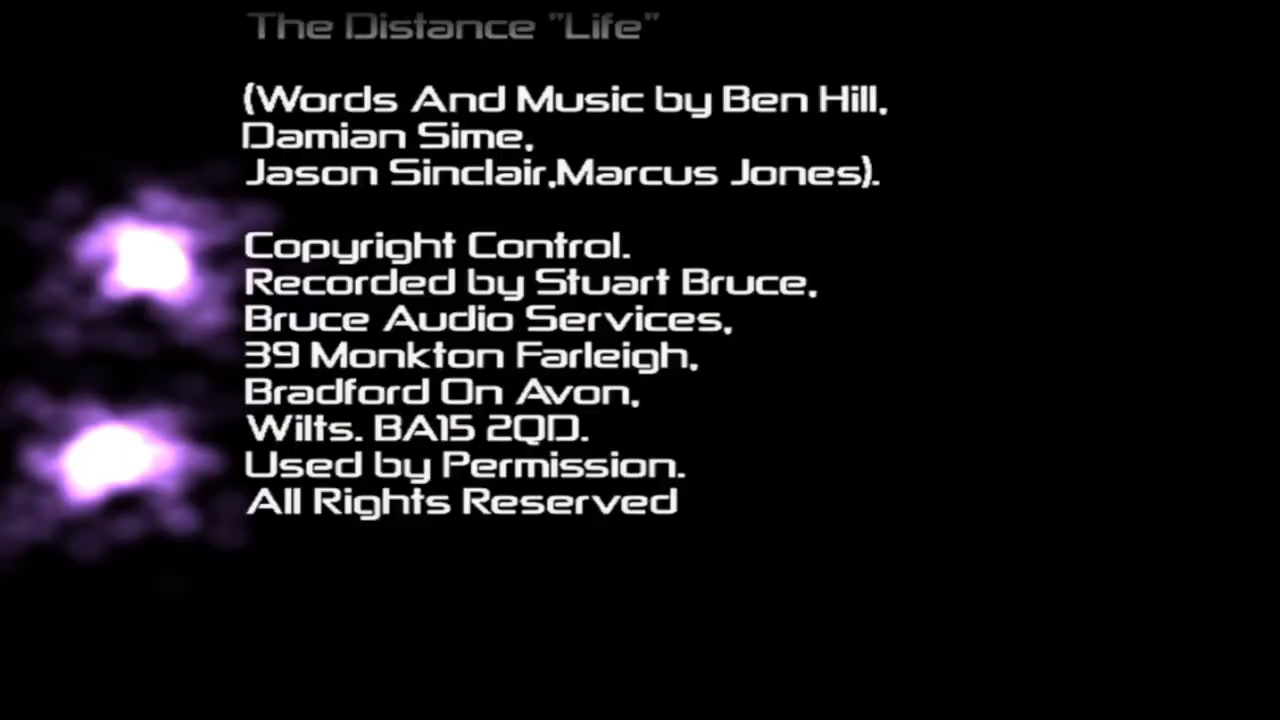 The Distance "Life"
(Words And Music by Ben Hill,
Damian Sime,
Jason Sinclair,Marcus Jones).
Copyright Control.
Recorded by Stuart Bruce,
Bruce Audio Services,
39 Monkton Farleigh,
Bradford On Avon,
Wilts. BA15 2QD.
Used by Permission.
All Rights Reserved